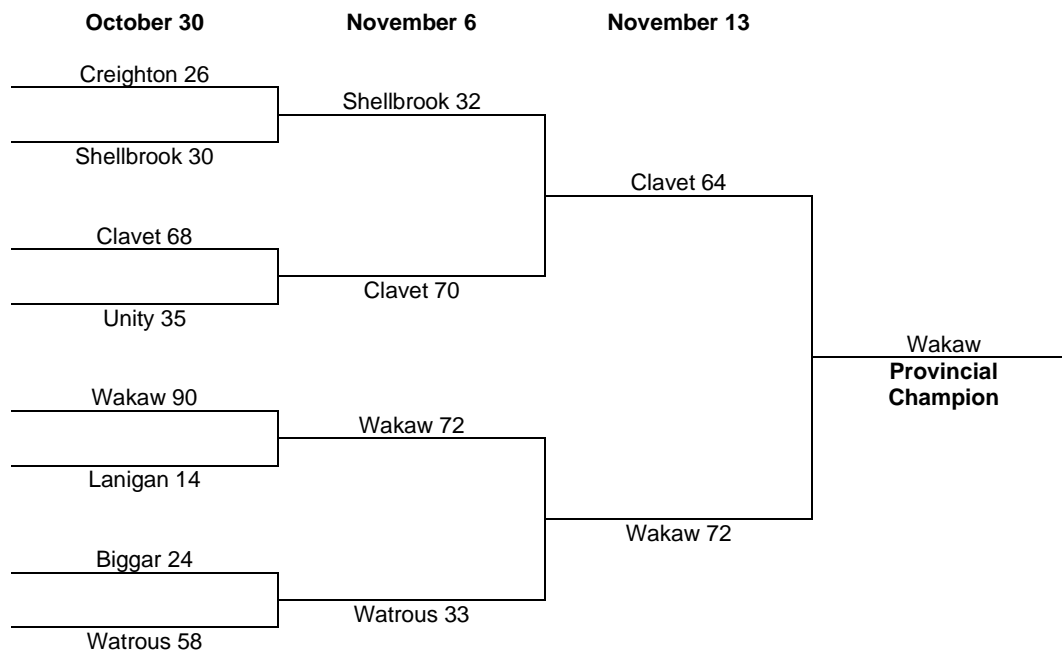 October 30
November 6
November 13
Creighton 26
Shellbrook 32
Shellbrook 30
Clavet 64
Clavet 68
Clavet 70
Unity 35
Wakaw
Provincial
Champion
Wakaw 90
Wakaw 72
Lanigan 14
Wakaw 72
Biggar 24
Watrous 33
Watrous 58